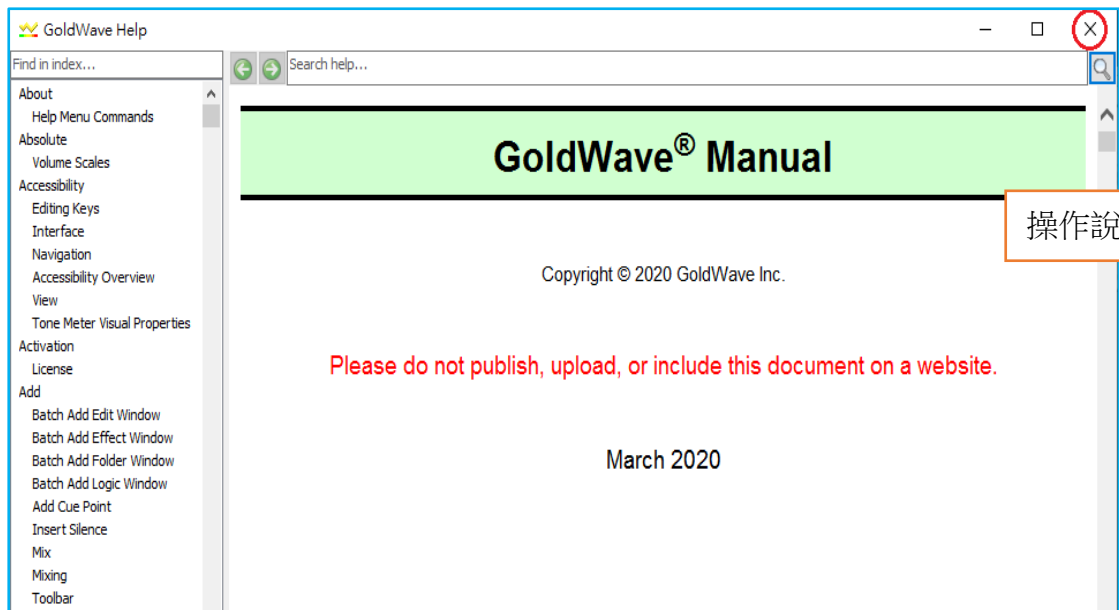 GoldWave Help
Find in index...
Search help...
About
Help Menu Commands
Absolute
Volume Scales
Accessibility
Editing Keys
Interface
Navigation
Accessibility Overview
View
Tone Meter Visual Properties
Activation
License
Add
Batch Add Edit Window
Batch Add Effect Window
Batch Add Folder Window
Batch Add Logic Window
Add Cue Point
Insert Silence
Mix
Mixing
Toolbar
GoldWave® Manual
操作說
Copyright © 2020 GoldWave Inc.
Please do not publish, upload, or include this document on a website.
March 2020